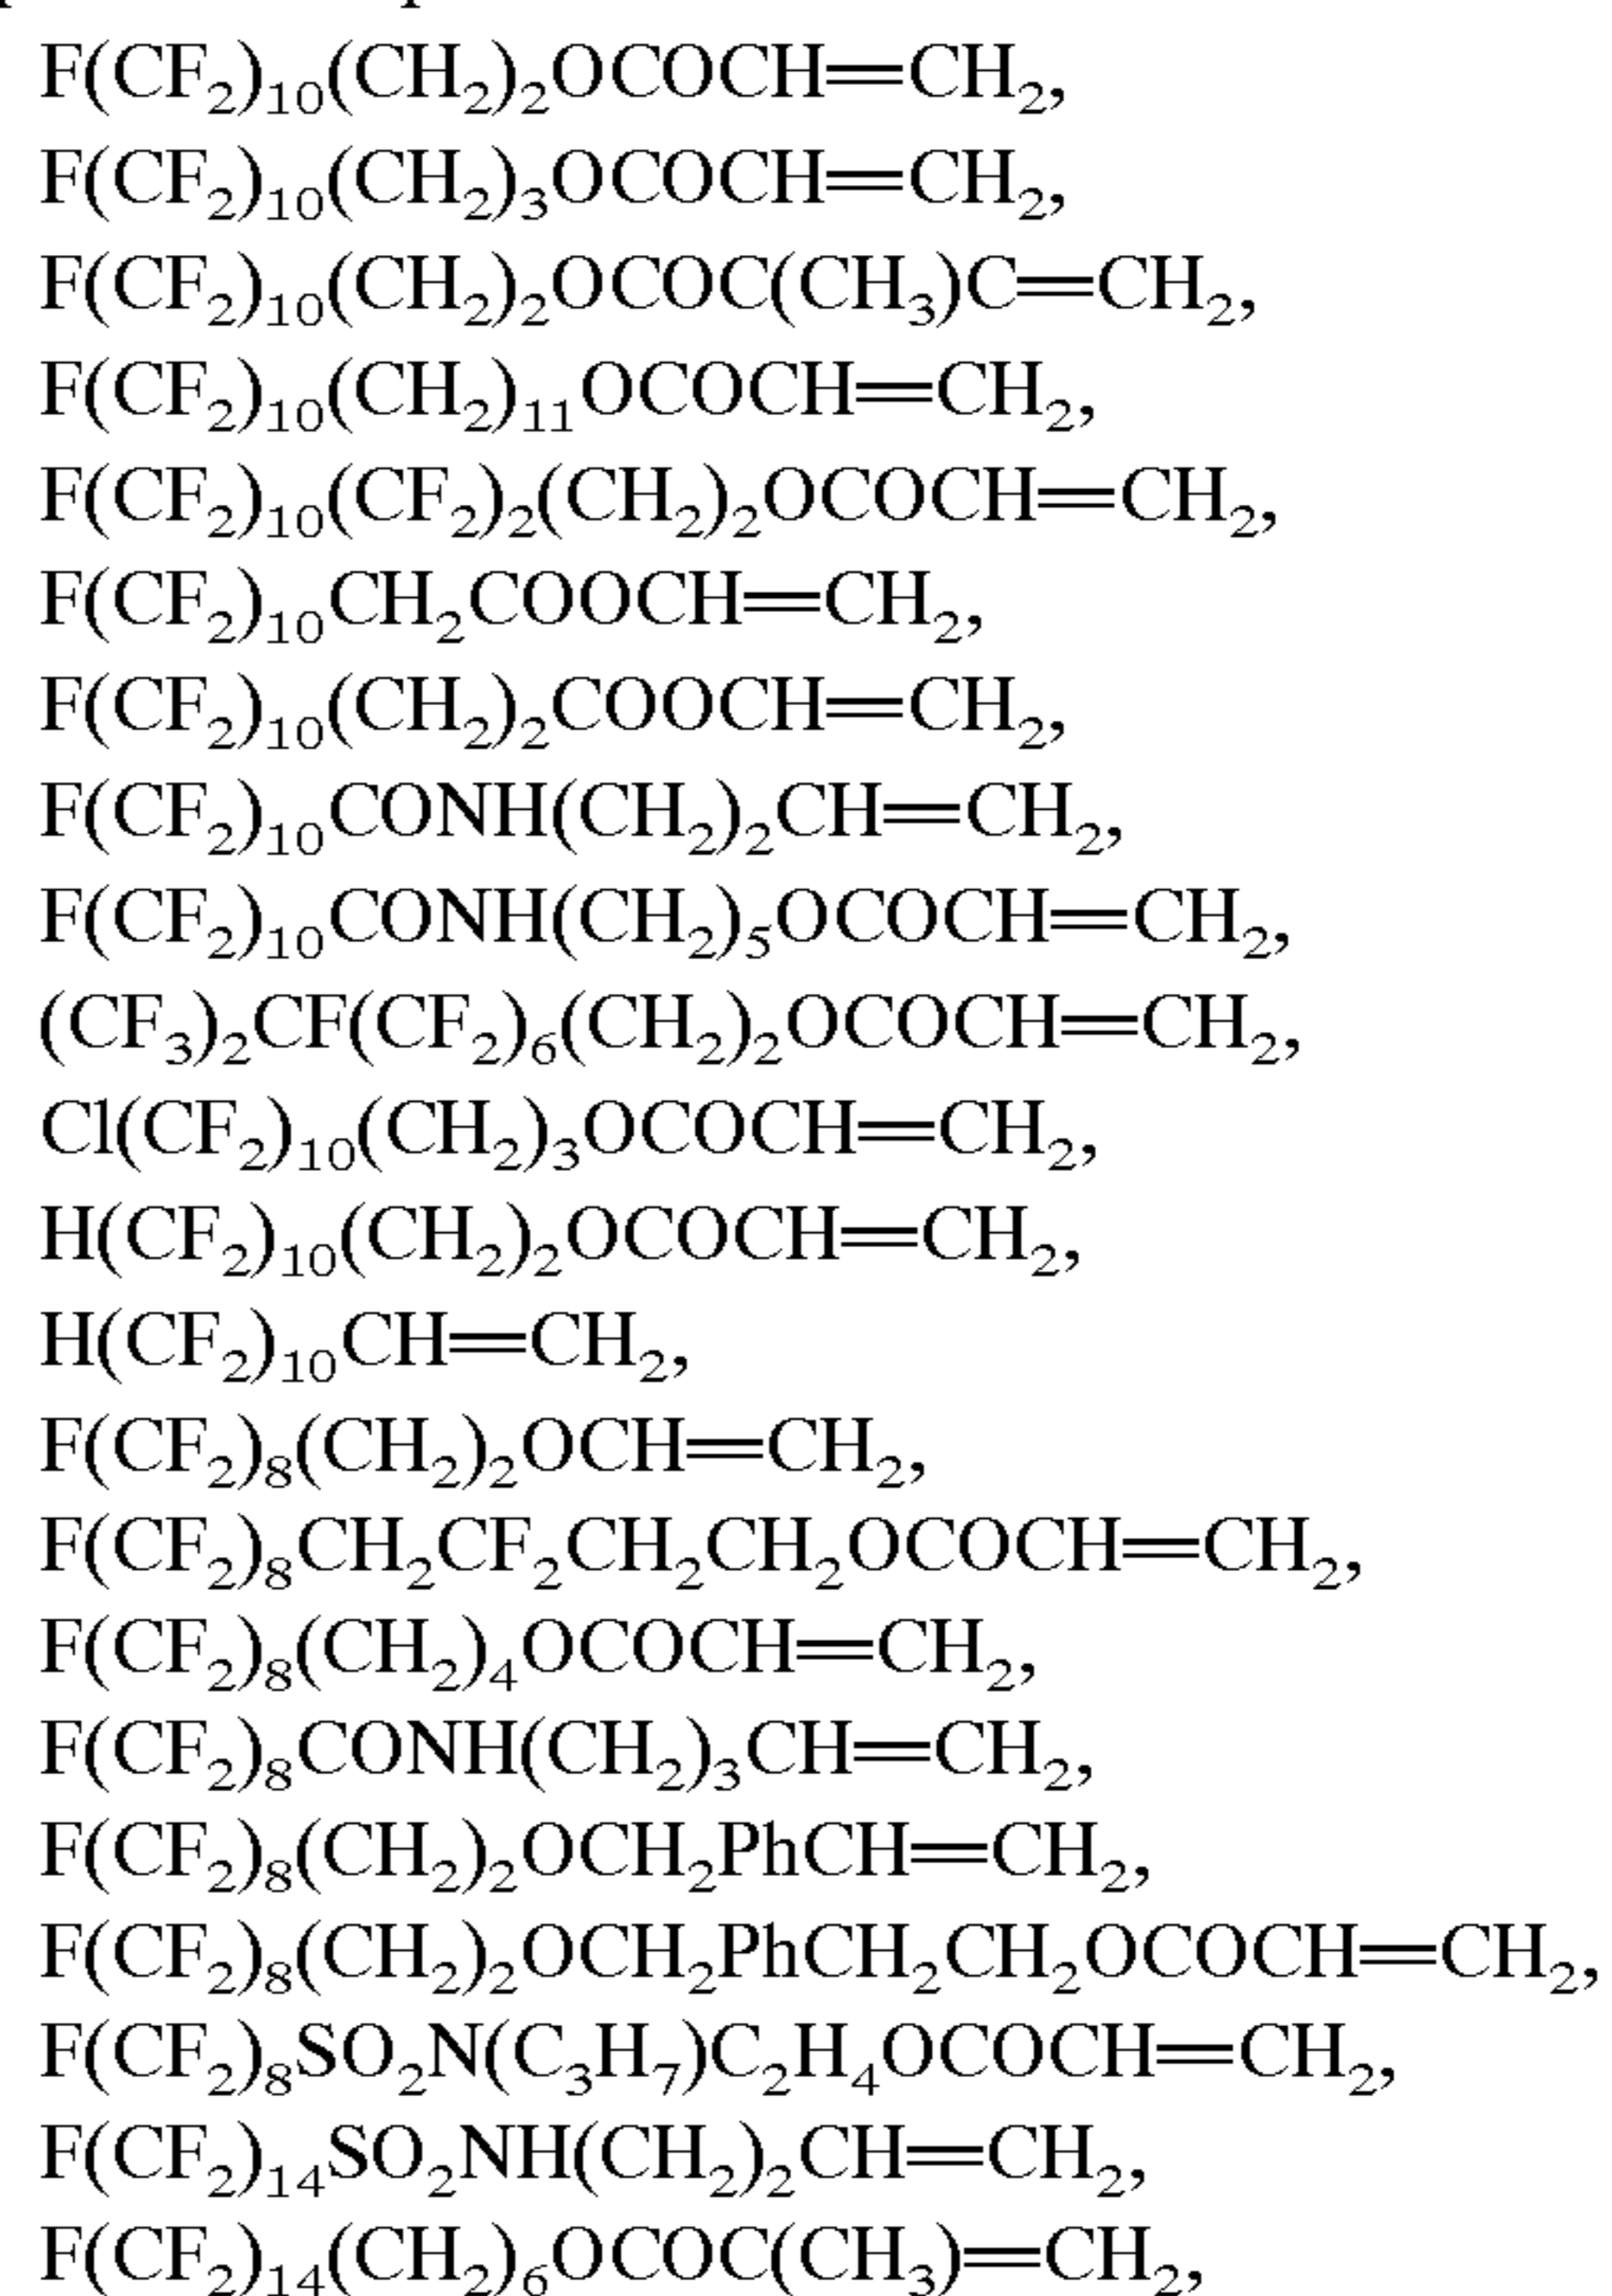 F(CF₂)₁₀(CH₂)₂OCOCH=CH₂,
F(CF₂)₁₀(CH₂)₃OCOCH=CH₂,
F(CF₂)₁₀(CH₂)₂OCOC(CH₃)C=CH₂,
F(CF₂)₁₀(CH₂)₁₁OCOCH=CH₂,
F(CF₂)₁₀(CF₂)₂(CH₂)₂OCOCH=CH₂,
F(CF₂)₁₀CH₂COOCH=CH₂,
F(CF₂)₁₀(CH₂)₂COOCH=CH₂,
F(CF₂)₁₀CONH(CH₂)₂CH=CH₂,
F(CF₂)₁₀CONH(CH₂)₅OCOCH=CH₂,
(CF₃)₂CF(CF₂)₆(CH₂)₂OCOCH=CH₂,
Cl(CF₂)₁₀(CH₂)₃OCOCH=CH₂,
H(CF₂)₁₀(CH₂)₂OCOCH=CH₂,
H(CF₂)₁₀CH=CH₂,
F(CF₂)₈(CH₂)₂OCH=CH₂,
F(CF₂)₈CH₂CF₂CH₂CH₂OCOCH=CH₂,
F(CF₂)₈(CH₂)₄OCOCH=CH₂,
F(CF₂)₈CONH(CH₂)₃CH=CH₂,
F(CF₂)₈(CH₂)₂OCH₂PhCH=CH₂,
F(CF₂)₈(CH₂)₂OCH₂PhCH₂CH₂OCOCH=CH₂,
F(CF₂)₈SO₂N(C₃H₇)C₂H₄OCOCH=CH₂,
F(CF₂)₁₄SO₂NH(CH₂)₂CH=CH₂,
F(CF₂)₁₄(CH₂)₆OCOC(CH₃)=CH₂,